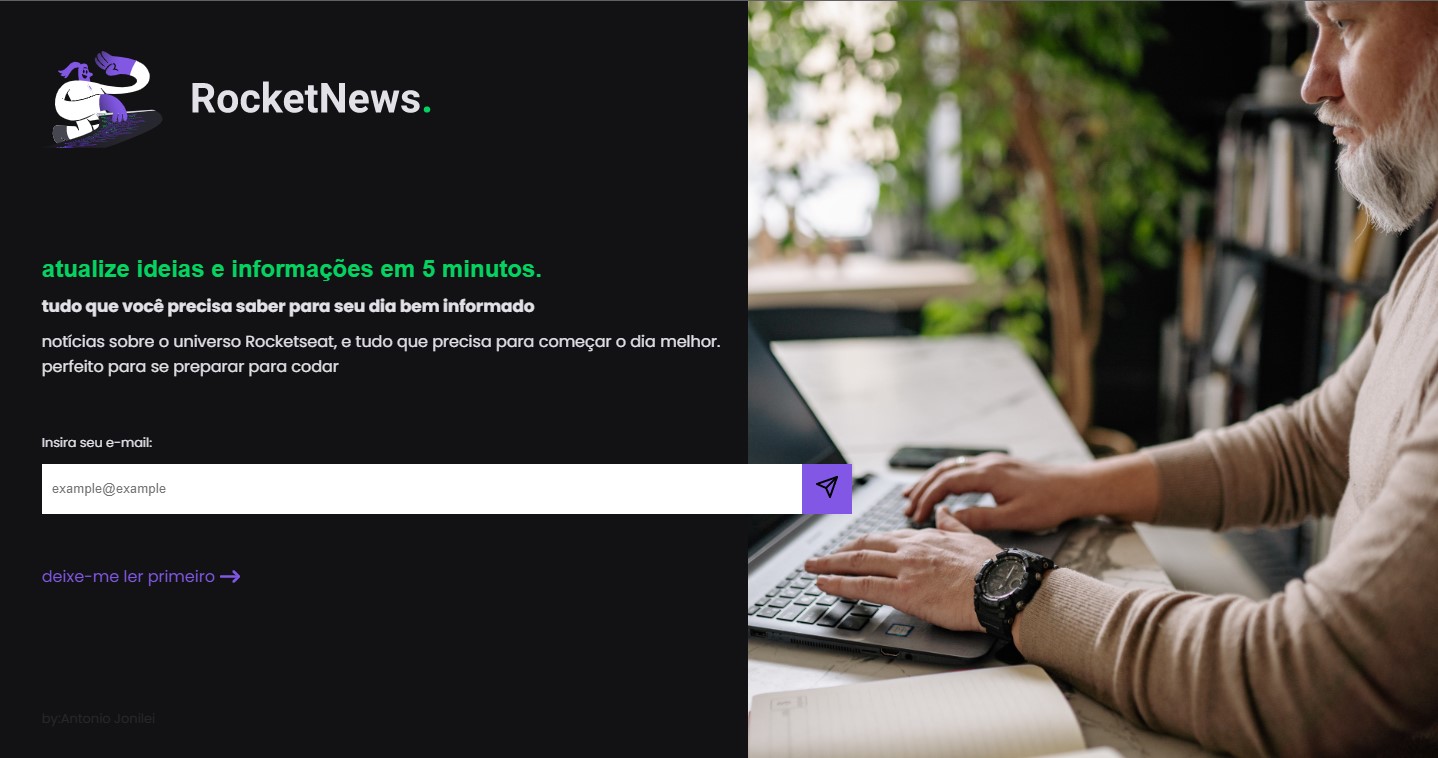 RocketNews.
atualize ideias e informações em 5 minutos.
tudo que você precisa saber para seu dia bem informado
notícias sobre o universo Rocketseat, e tudo que precisa para começar o dia melhor.
perfeito para se preparar para codar
Insira seu e-mail:
example@example
deixe-me ler primeiro
by:Antonio Jonilei